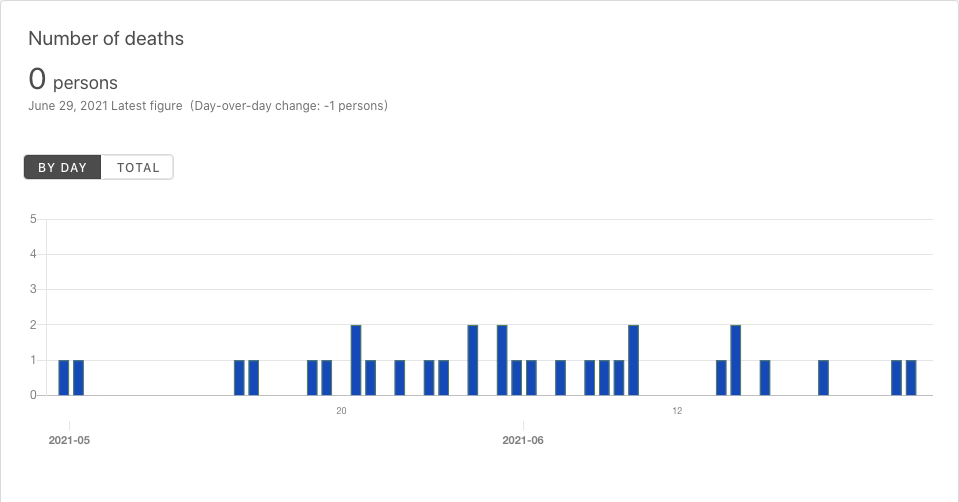 Number of deaths
0 persons
June 29, 2021 Latest figure (Day-over-day change: -1 persons)
BY DAY TOTAL
5
4
3
2
1
0
20 12
2021-05 2021-06